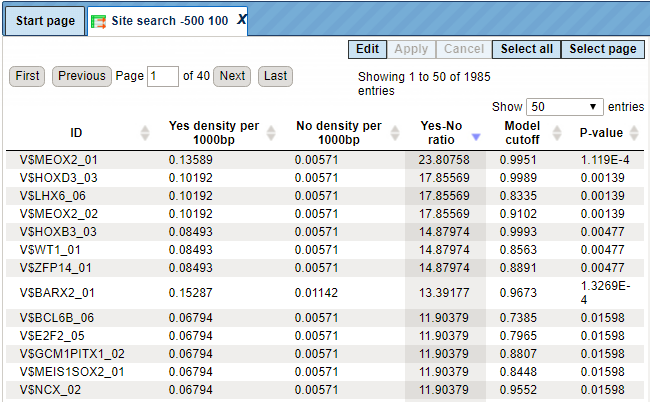 Start page Site search -500 100 X
Edit Apply Cancel Select all Select page
First Previous Page 1 of 40 Next Last
Showing 1 to 50 of 1985
entries
Show 50 entries
ID Yes density per 1000bp No density per 1000bp Yes-No ratio Model cutoff P-value
V$MEOX2_01 0.13589 0.00571 23.80758 0.9951 1.119E-4
V$HOXD3_03 0.10192 0.00571 17.85569 0.9989 0.00139
V$LHX6_06 0.10192 0.00571 17.85569 0.8335 0.00139
V$MEOX2_02 0.10192 0.00571 17.85569 0.9102 0.00139
V$HOXB3_03 0.08493 0.00571 14.87974 0.9993 0.00477
V$WT1_01 0.08493 0.00571 14.87974 0.8563 0.00477
V$ZFP14_01 0.08493 0.00571 14.87974 0.8891 0.00477
V$BARX2_01 0.15287 0.01142 13.39177 0.9673 1.3269E-4
V$BCL6B_06 0.06794 0.00571 11.90379 0.7385 0.01598
V$E2F2_05 0.06794 0.00571 11.90379 0.7965 0.01598
V$GCM1PITX1_02 0.06794 0.00571 11.90379 0.8807 0.01598
V$MEIS1SOX2_01 0.06794 0.00571 11.90379 0.8448 0.01598
V$NCX_02 0.06794 0.00571 11.90379 0.9552 0.01598